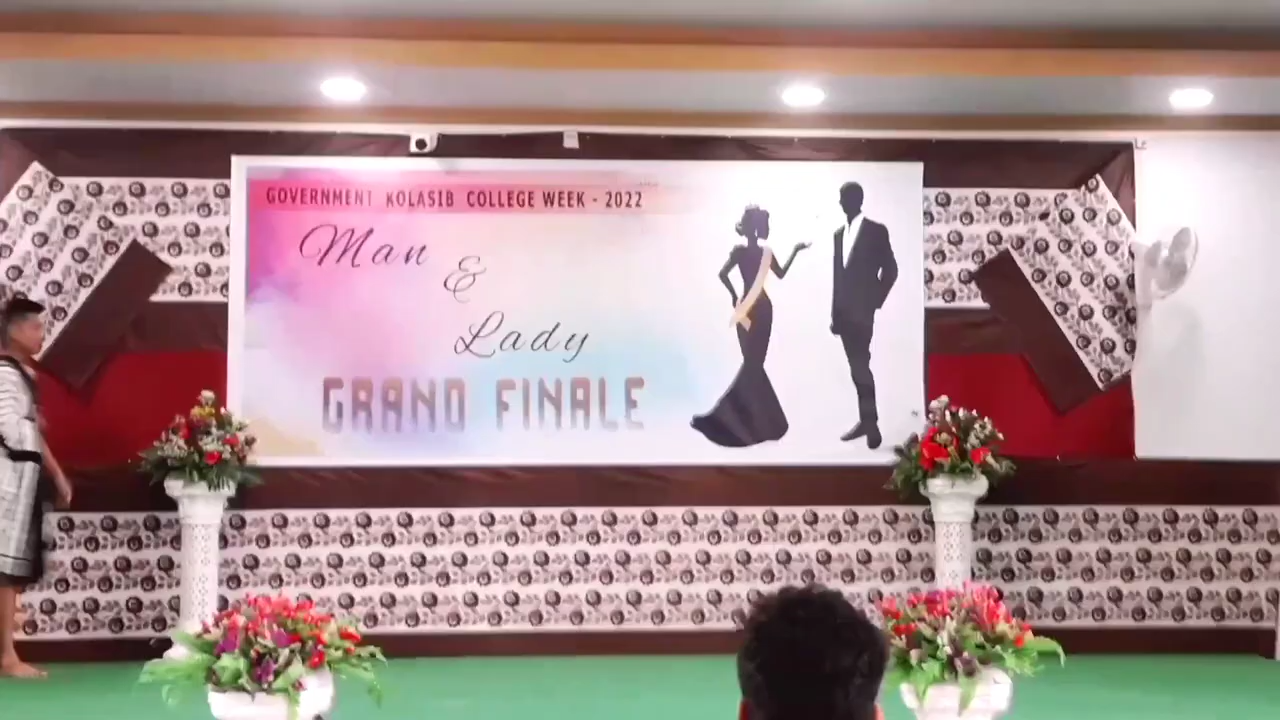 GOVERNMENT KOLASIB COLLEGE WEEK - 2022
Man
&
Lady
GRAND FINALE